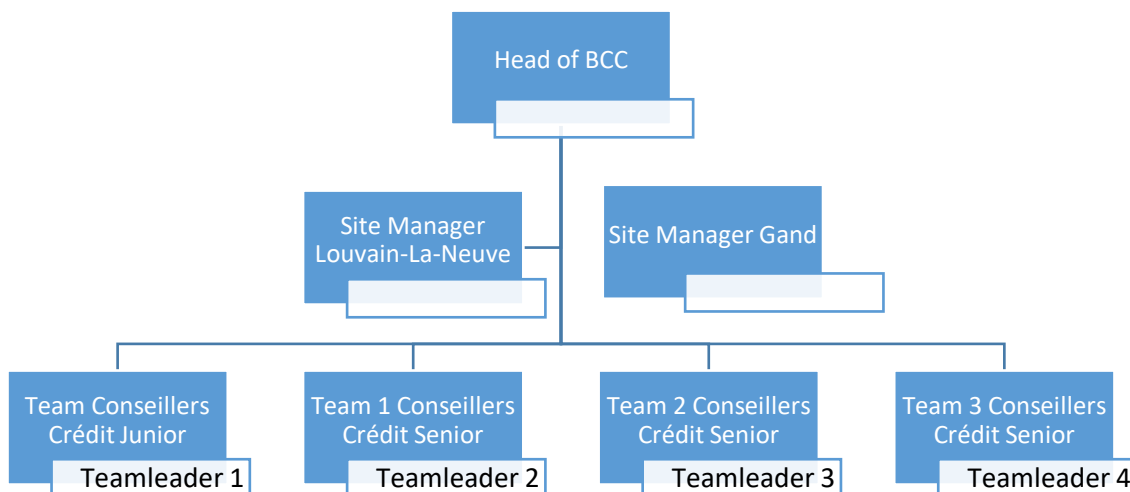 Head of BCC
Site Manager
Louvain-La-Neuve
Site Manager Gand
Team Conseillers
Crédit Junior
Teamleader 1
Team 1 Conseillers
Crédit Senior
Teamleader 2
Team 2 Conseillers
Crédit Senior
Teamleader 3
Team 3 Conseillers
Crédit Senior
Teamleader 4